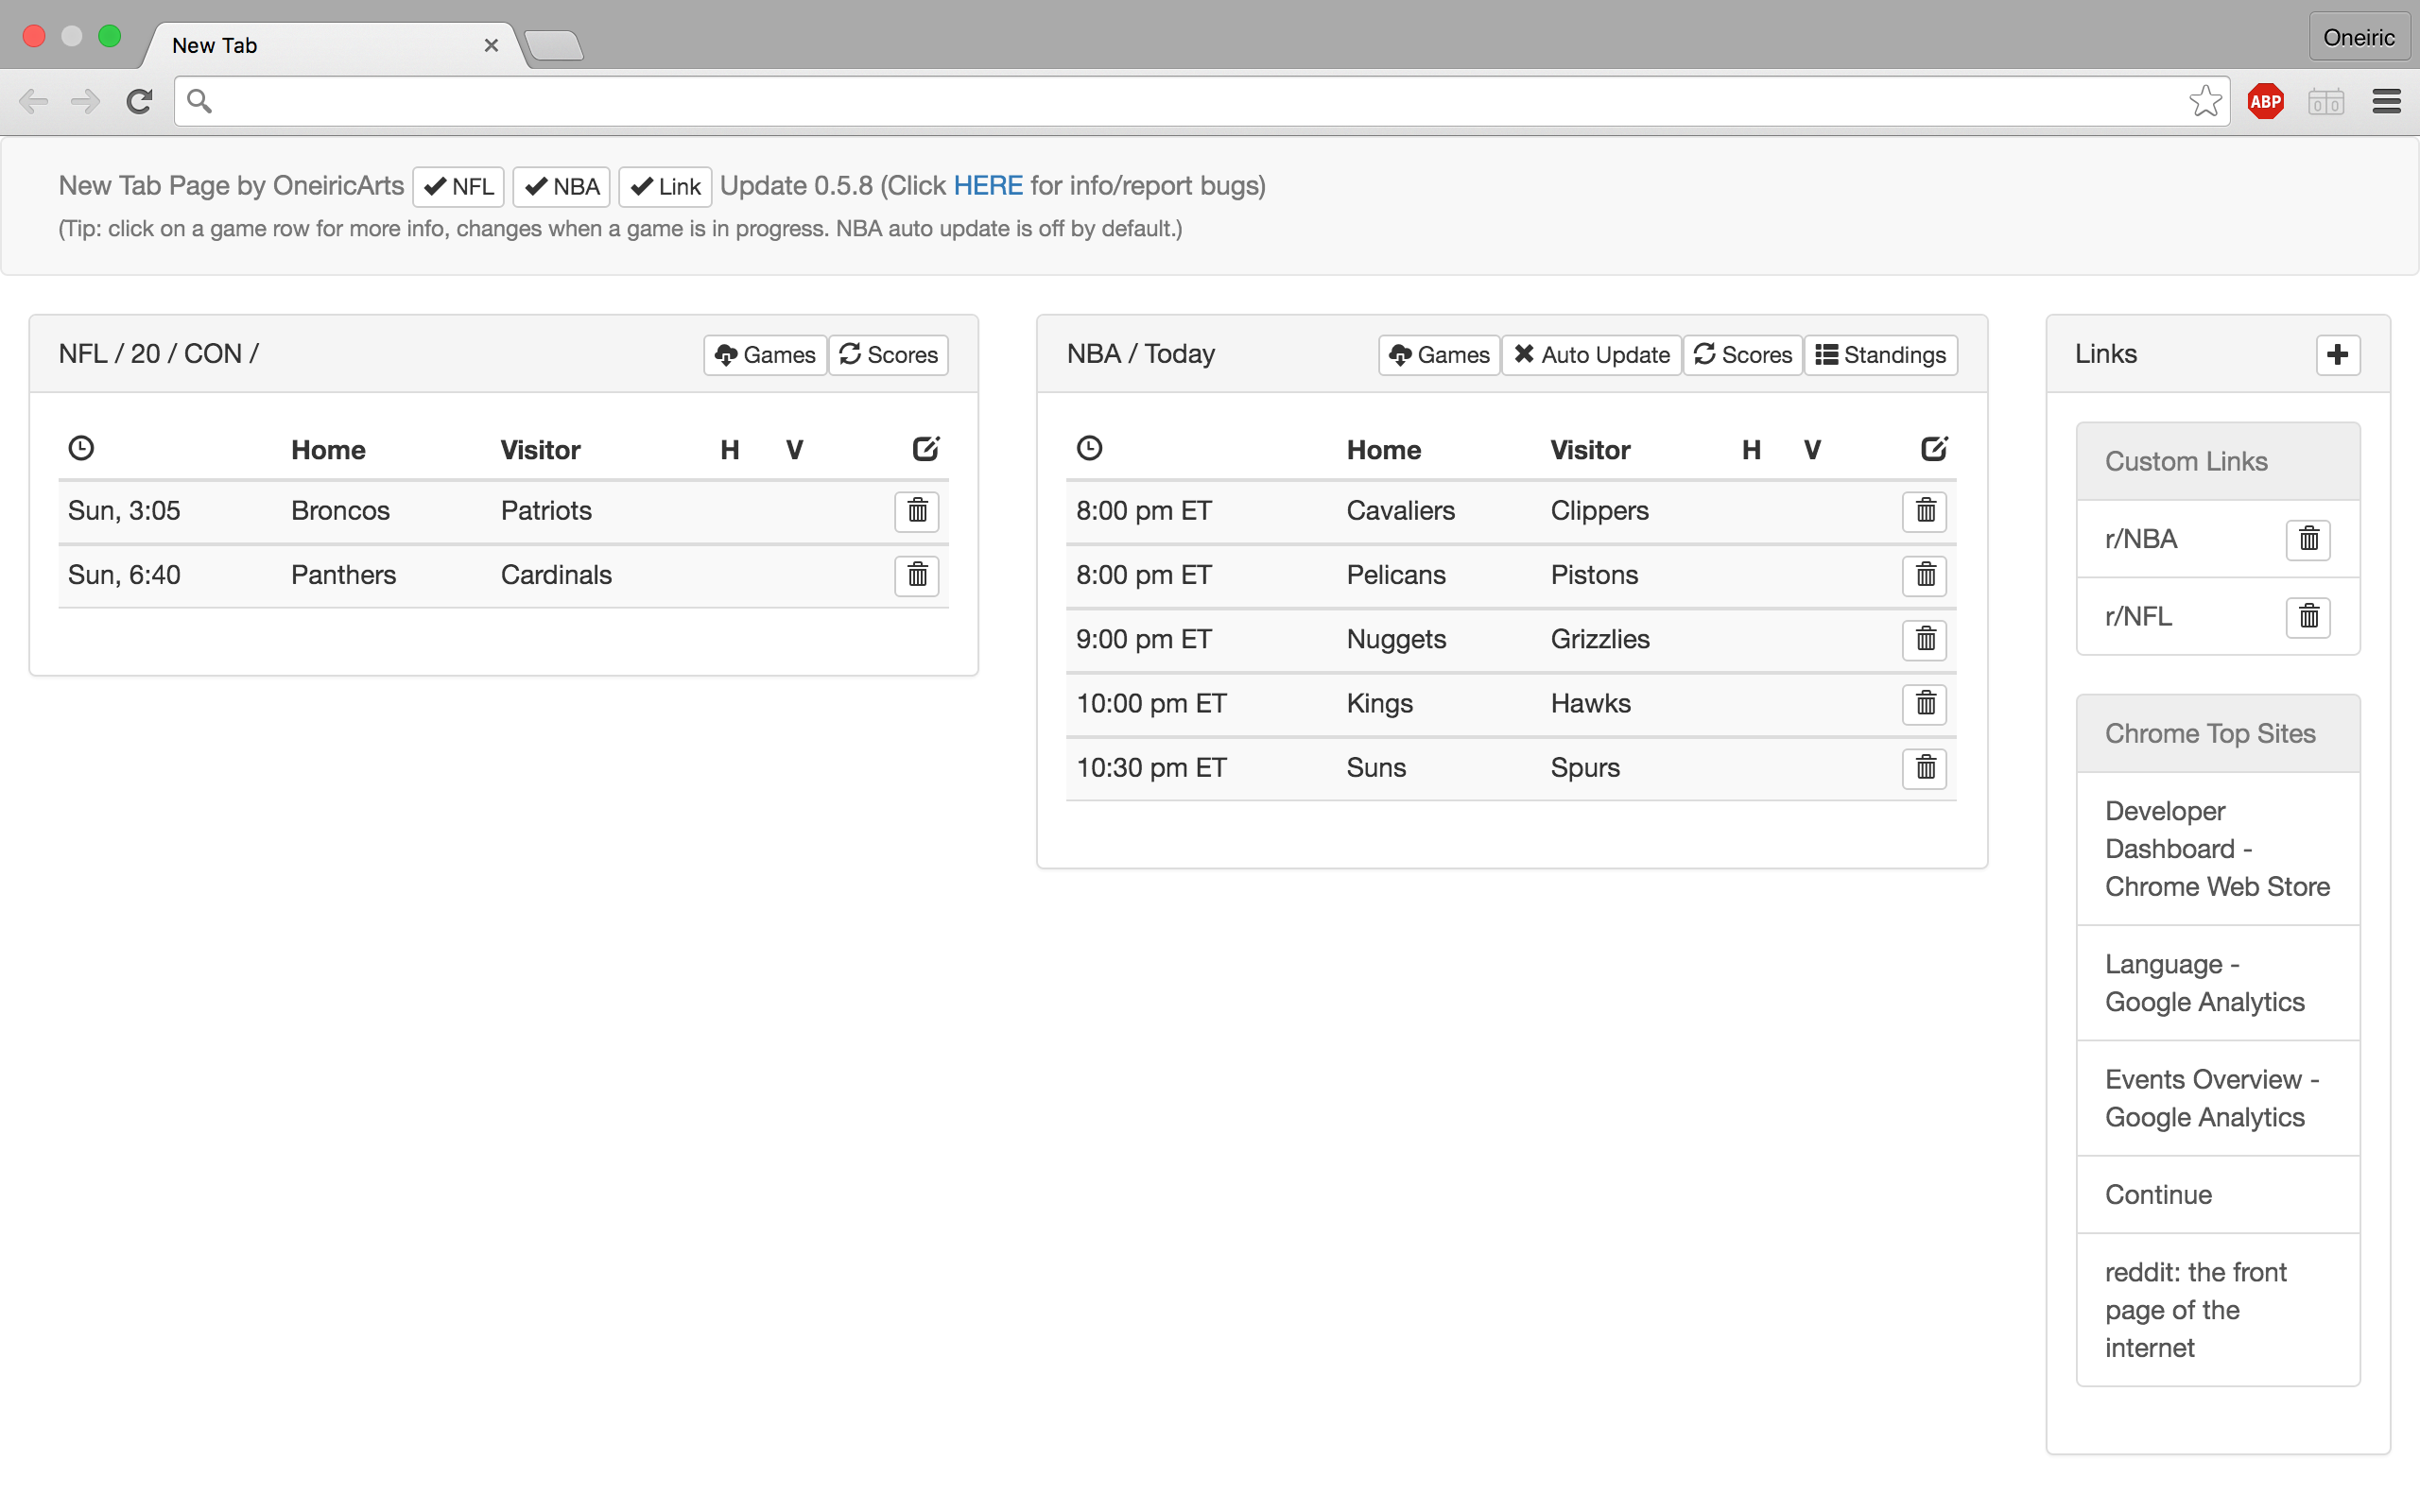 New Tab
Oneiric
ABP
00
New Tab Page by OneiricArts NFL NBA Link Update 0.5.8 (Click HERE for info/report bugs)
(Tip: click on a game row for more info, changes when a game is in progress. NBA auto update is off by default.)
NFL / 20 / CON / Games Scores
Home Visitor H V
Sun, 3:05 Broncos Patriots
Sun, 6:40 Panthers Cardinals
NBA / Today Games Auto Update Scores Standings
Home Visitor H V
8:00 pm ET Cavaliers Clippers
8:00 pm ET Pelicans Pistons
9:00 pm ET Nuggets Grizzlies
10:00 pm ET Kings Hawks
10:30 pm ET Suns Spurs
Links
Custom Links
r/NBA
r/NFL
Chrome Top Sites
Developer
Dashboard -
Chrome Web Store
Language -
Google Analytics
Events Overview -
Google Analytics
Continue
reddit: the front
page of the
internet